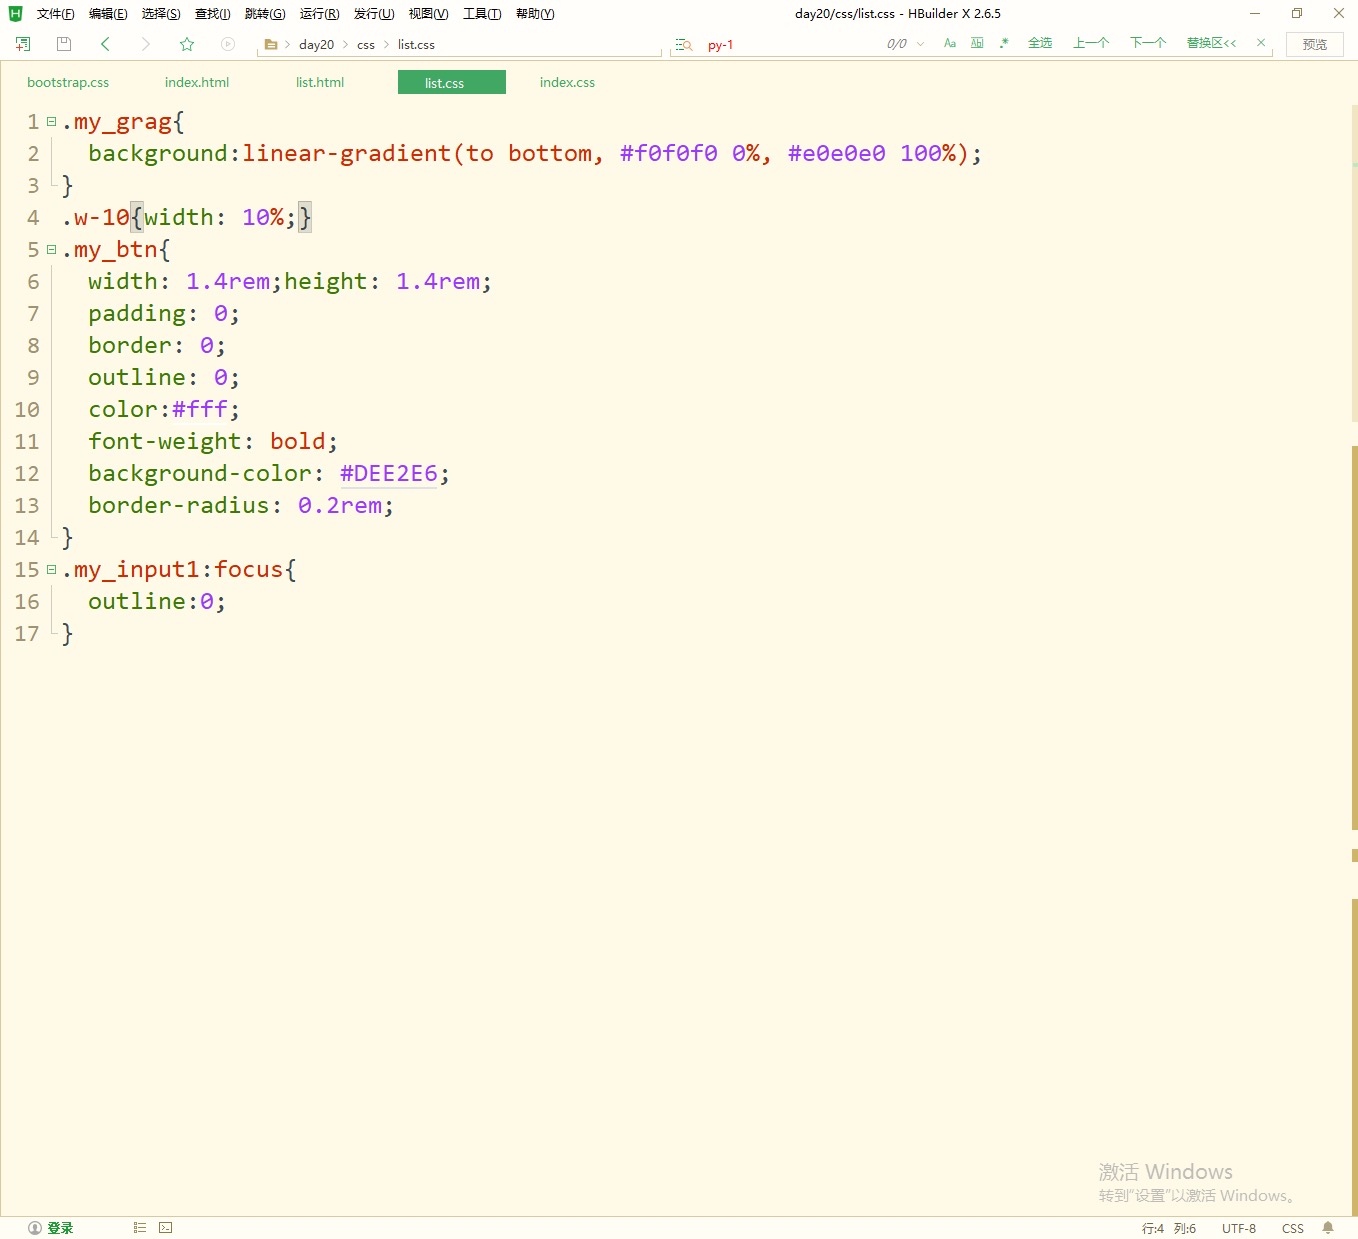 文件(F) 编辑(E) 选择(S) 查找(I) 跳转(G) 运行(R) 发行(U) 视图(V) 工具(T) 帮助(Y) day20/css/list.css - HBuilder X 2.6.5
day20 css list.css py-1 0/0 Aa .* 全选 上一个 下一个 替换区<< 预览
bootstrap.css index.html list.html list.css index.css
1 .my_grag{
2 background:linear-gradient(to bottom, #f0f0f0 0%, #e0e0e0 100%);
3 }
4 .w-10{width: 10%;}
5 .my_btn{
6 width: 1.4rem;height: 1.4rem;
7 padding: 0;
8 border: 0;
9 outline: 0;
10 color:#fff;
11 font-weight: bold;
12 background-color: #DEE2E6;
13 border-radius: 0.2rem;
14 }
15 .my_input1:focus{
16 outline:0;
17 }
激活 Windows
转到"设置"以激活 Windows。
登录 行:4 列:6 UTF-8 CSS